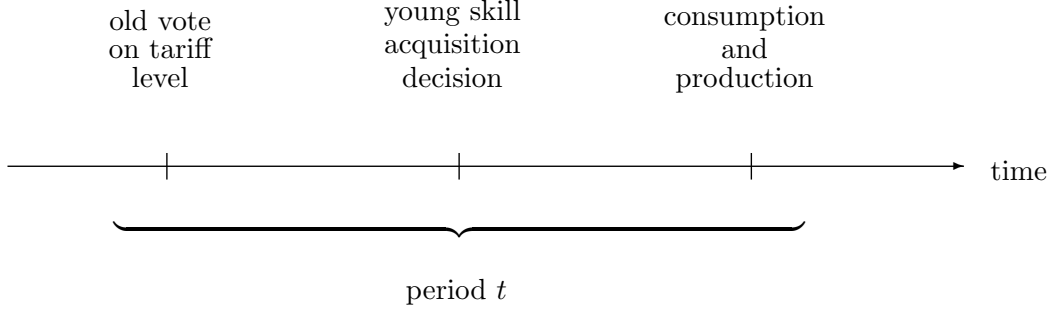 old vote
on tariff
level
young skill
acquisition
decision
consumption
and
production
time
period t